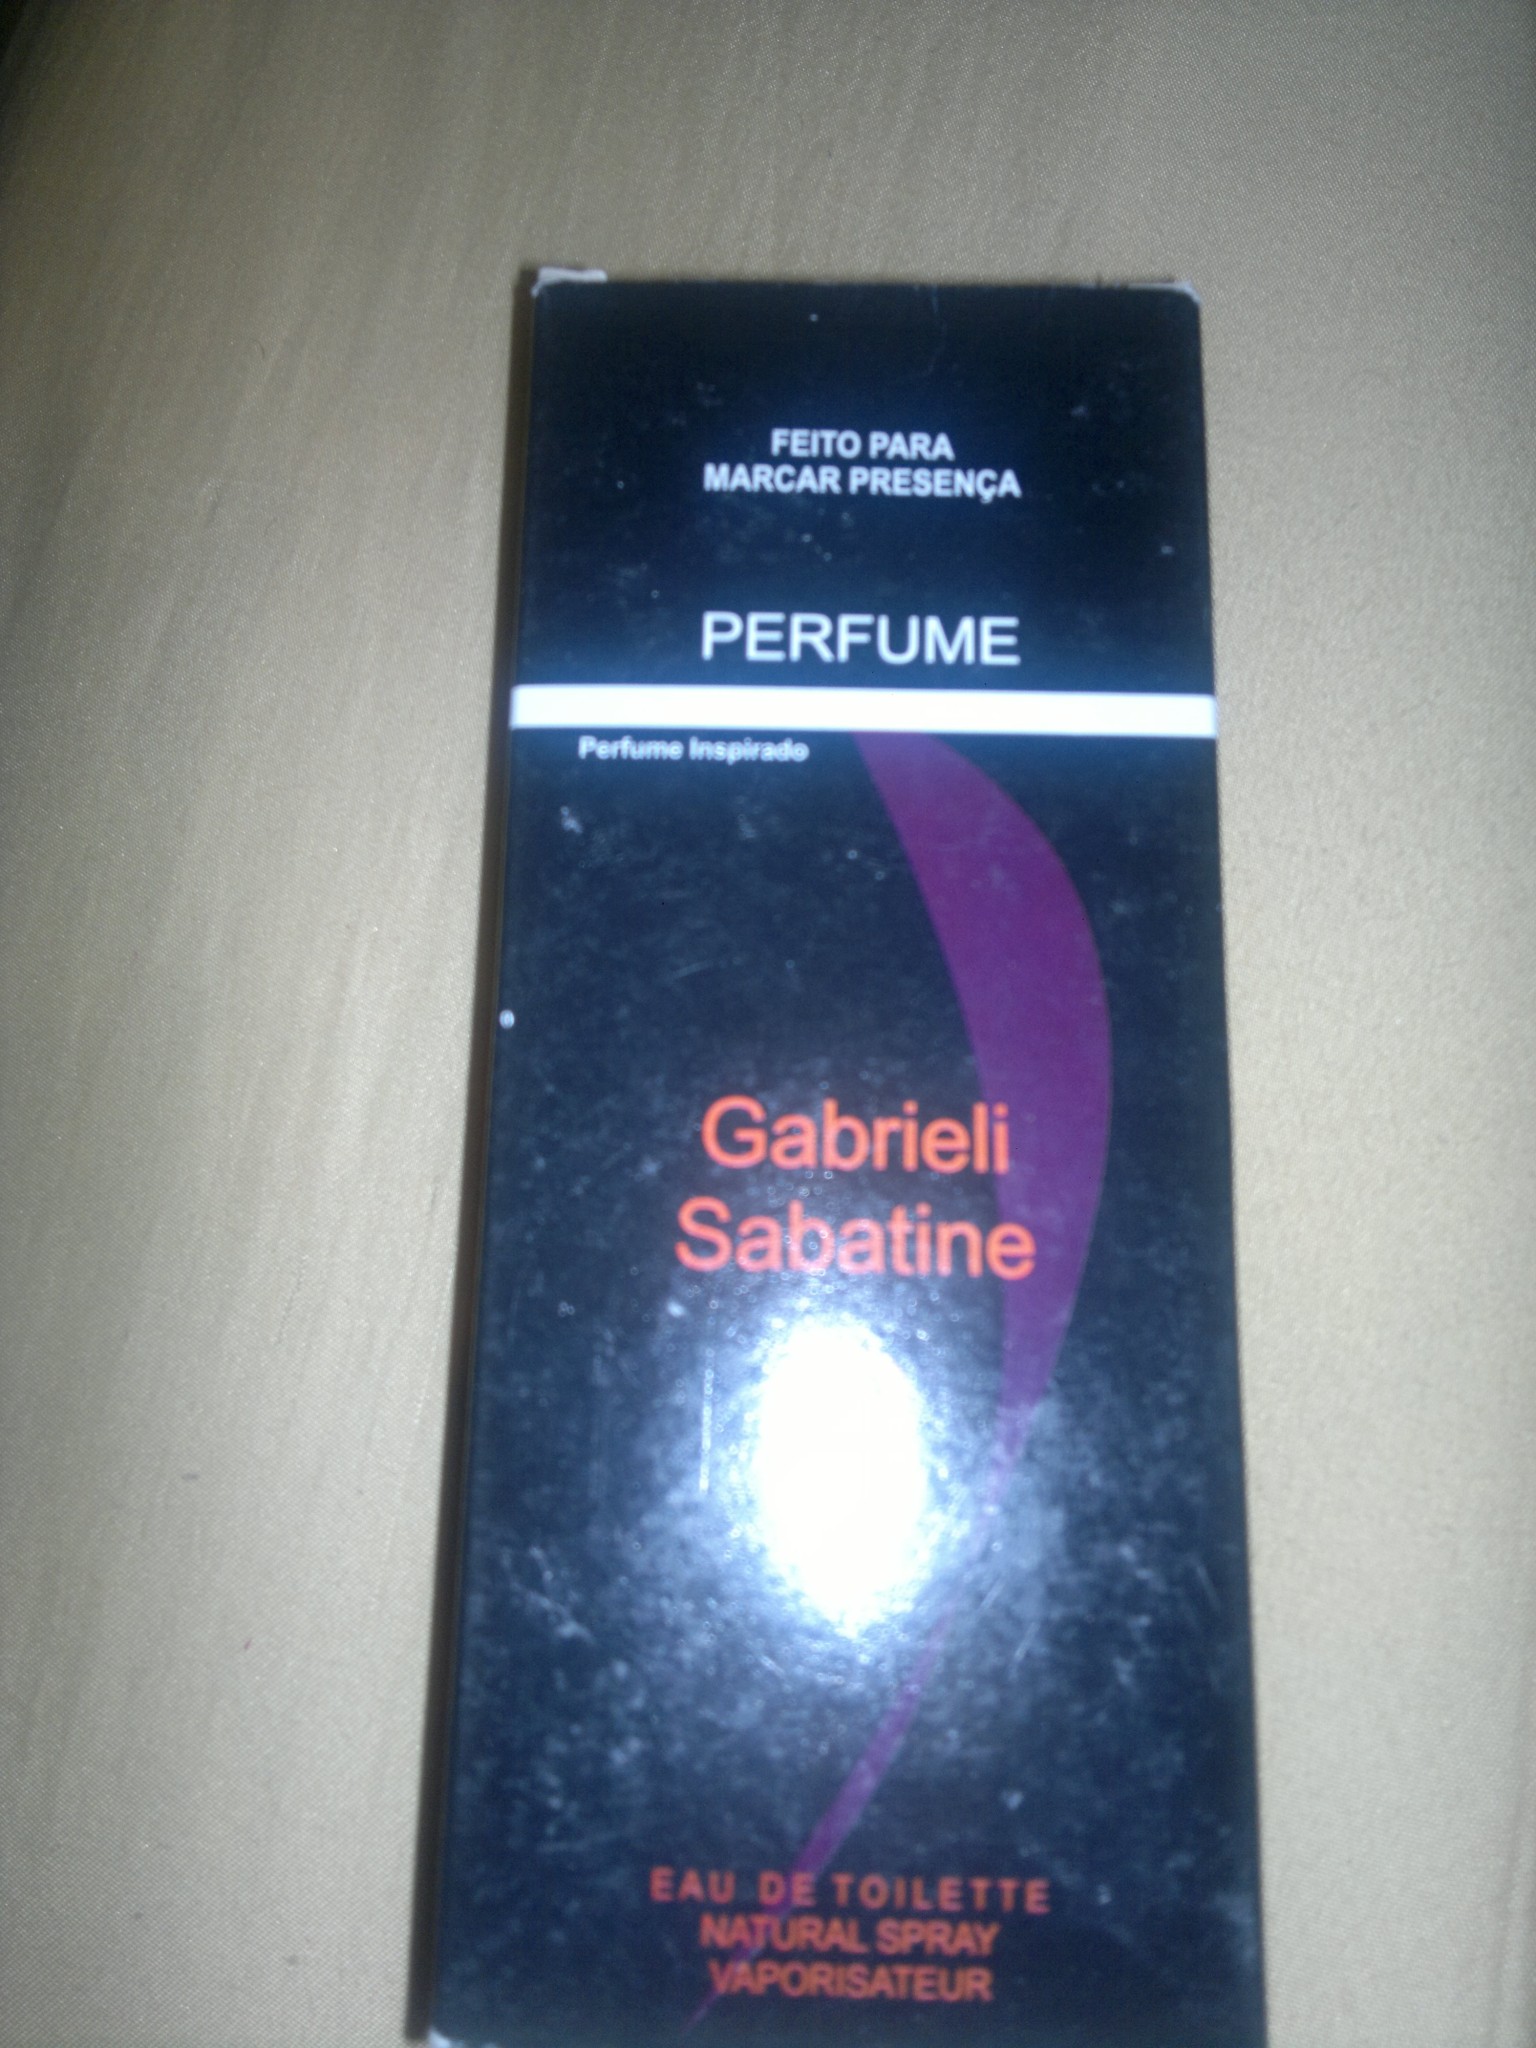 FEITO PARA
MARCAR PRESENÇA
PERFUME
Perfume Inspirado
Gabrieli
Sabatine
EAU DE TOILETTE
NATURAL SPRAY
VAPORISATEUR